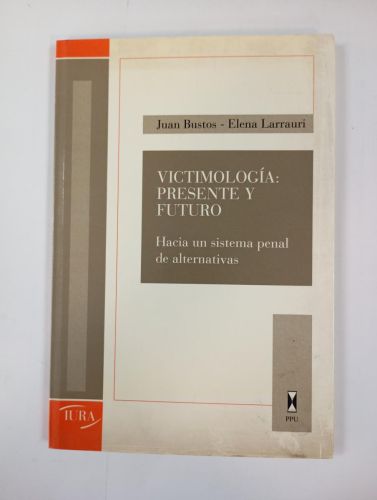 Juan Bustos - Elena Larrauri
VICTIMOLOGÍA:
PRESENTE Y
FUTURO
Hacia un sistema penal
de alternativas
IURA
PPU